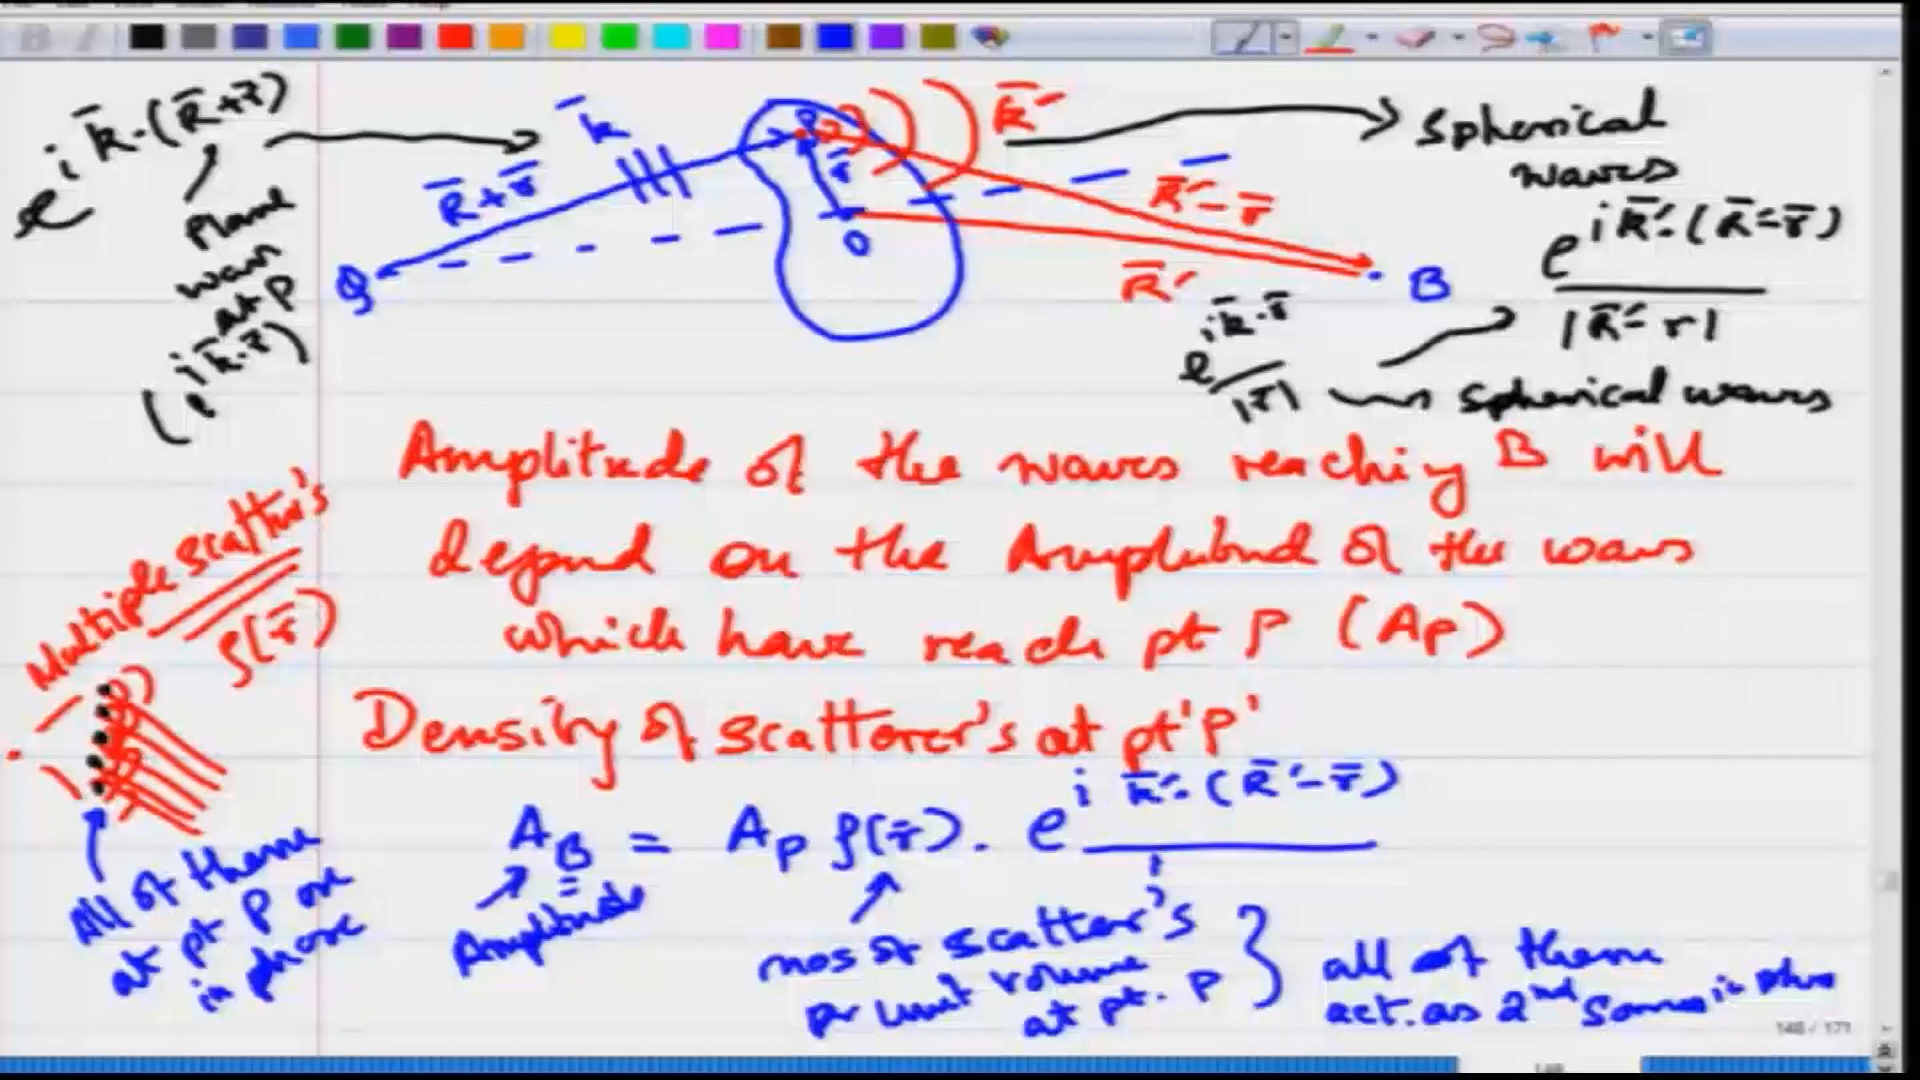 e^{i k̄·(R̄+r̄)}
plane
wave
at P
(e^{i k̄·r̄})
k̄
R̄+r̄
Q
P
r̄
O
k̄′
R̄′-r̄
R̄′
B
Spherical
waves
e^{i k̄′·(R̄′-r̄)}
|R̄′-r|
e^{i k̄·r̄}/|r̄|
spherical waves
Amplitude of the waves reaching B will
depend on the Amplitude of the waves
which have reach pt P (Ap)
Multiple scatter's
ρ(r̄)
Density of scatterer's at pt 'P'
A_B = A_P ρ(r̄). e^{i k̄′·(R̄′-r̄)}
Amplitude
nos of scatter's
per unit volume
at pt. P
all of them
act as 2nd Sources in phase
All of them
at pt P are
in phase
148 / 171